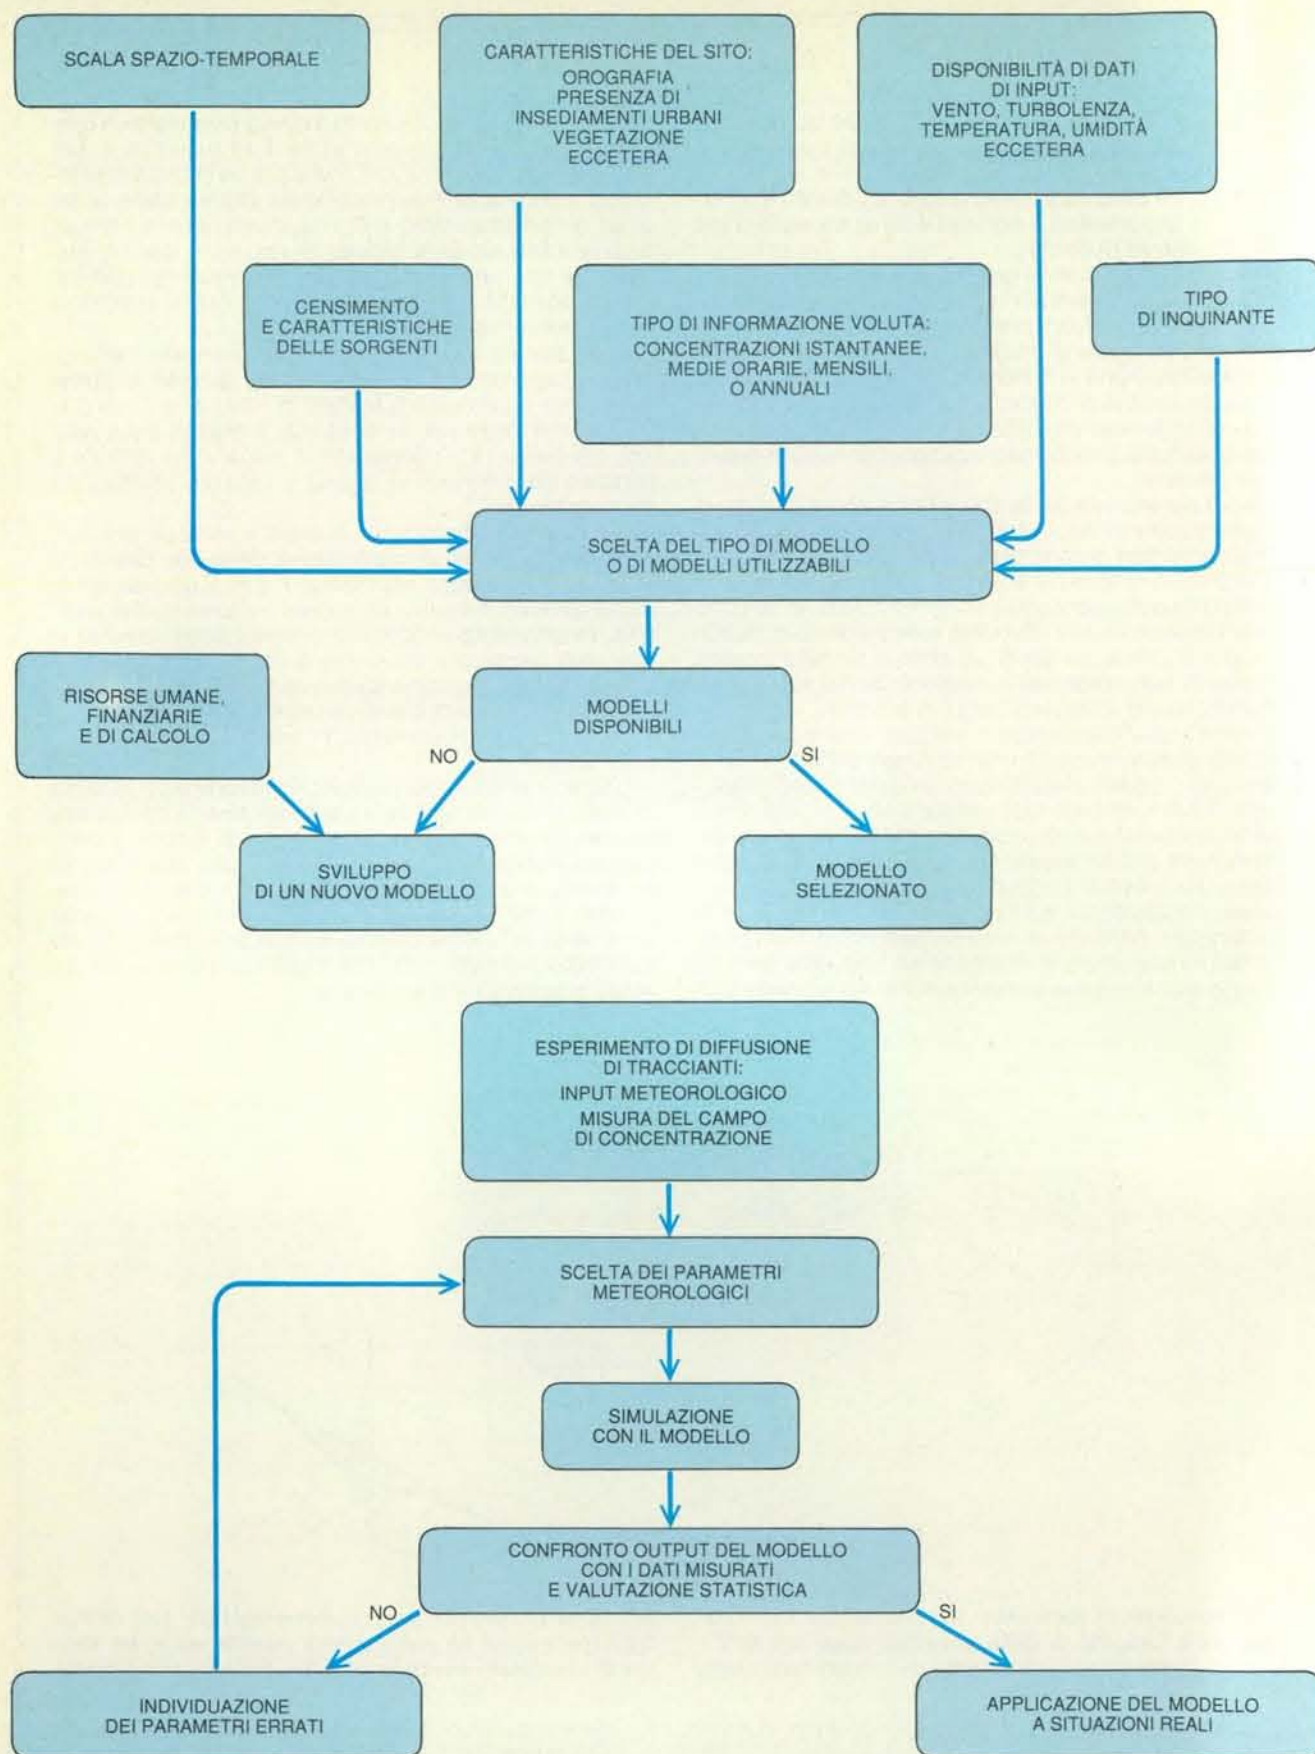 SCALA SPAZIO-TEMPORALE
CARATTERISTICHE DEL SITO:
OROGRAFIA
PRESENZA DI
INSEDIAMENTI URBANI
VEGETAZIONE
ECCETERA
DISPONIBILITÀ DI DATI
DI INPUT:
VENTO, TURBOLENZA,
TEMPERATURA, UMIDITÀ
ECCETERA
CENSIMENTO
E CARATTERISTICHE
DELLE SORGENTI
TIPO DI INFORMAZIONE VOLUTA:
CONCENTRAZIONI ISTANTANEE,
MEDIE ORARIE, MENSILI,
O ANNUALI
TIPO
DI INQUINANTE
SCELTA DEL TIPO DI MODELLO
O DI MODELLI UTILIZZABILI
RISORSE UMANE,
FINANZIARIE
E DI CALCOLO
MODELLI
DISPONIBILI
NO
SI
SVILUPPO
DI UN NUOVO MODELLO
MODELLO
SELEZIONATO
ESPERIMENTO DI DIFFUSIONE
DI TRACCIANTI:
INPUT METEOROLOGICO
MISURA DEL CAMPO
DI CONCENTRAZIONE
SCELTA DEI PARAMETRI
METEOROLOGICI
SIMULAZIONE
CON IL MODELLO
CONFRONTO OUTPUT DEL MODELLO
CON I DATI MISURATI
E VALUTAZIONE STATISTICA
NO
SI
INDIVIDUAZIONE
DEI PARAMETRI ERRATI
APPLICAZIONE DEL MODELLO
A SITUAZIONI REALI